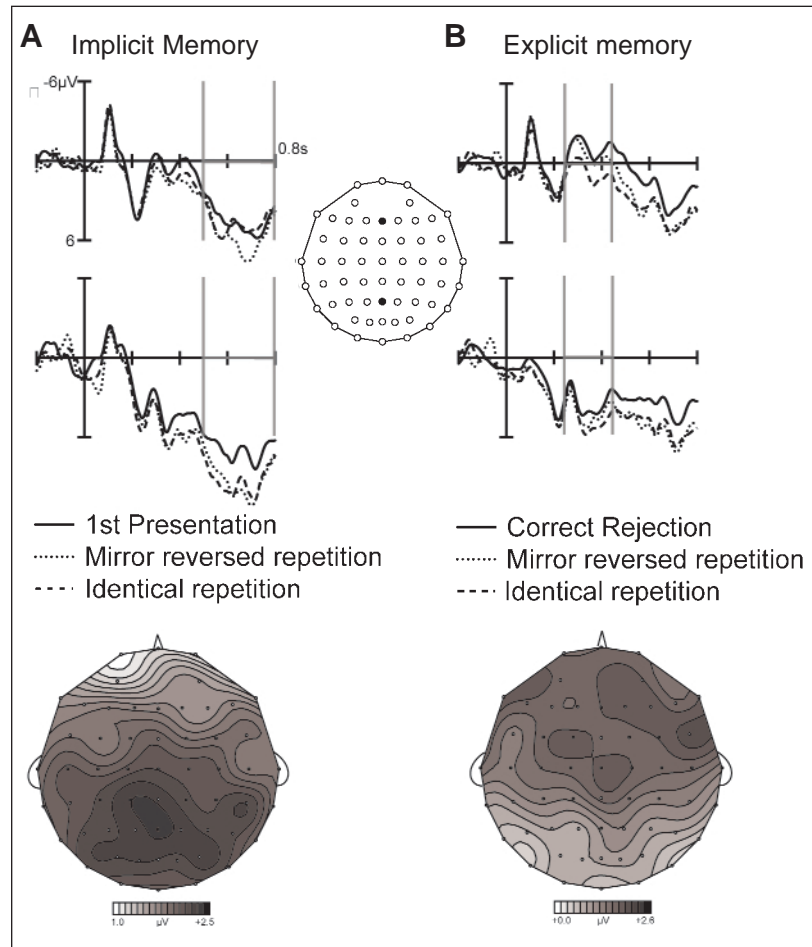 A Implicit Memory
B Explicit memory
-6µV
0.8s
6
1st Presentation
Mirror reversed repetition
Identical repetition
Correct Rejection
Mirror reversed repetition
Identical repetition
1.0 µV +2.5
+0.0 µV +2.6